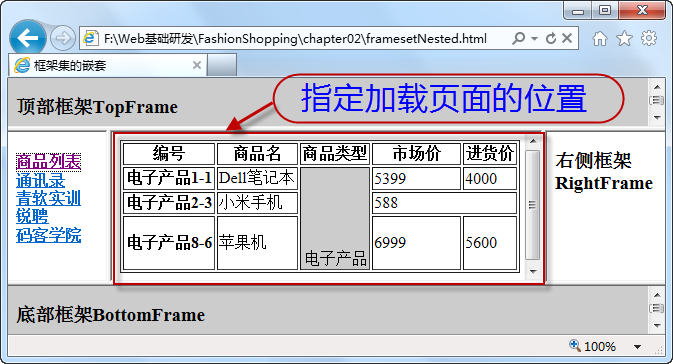 F:\Web基础研发\FashionShopping\chapter02\framesetNested.html
框架集的嵌套
顶部框架TopFrame
指定加载页面的位置
商品列表
通讯录
青软实训
锐聘
码客学院
编号 商品名 商品类型 市场价 进货价
电子产品1-1 Dell笔记本 5399 4000
电子产品2-3 小米手机 588
电子产品8-6 苹果机 电子产品 6999 5600
右侧框架
RightFrame
底部框架BottomFrame
100%